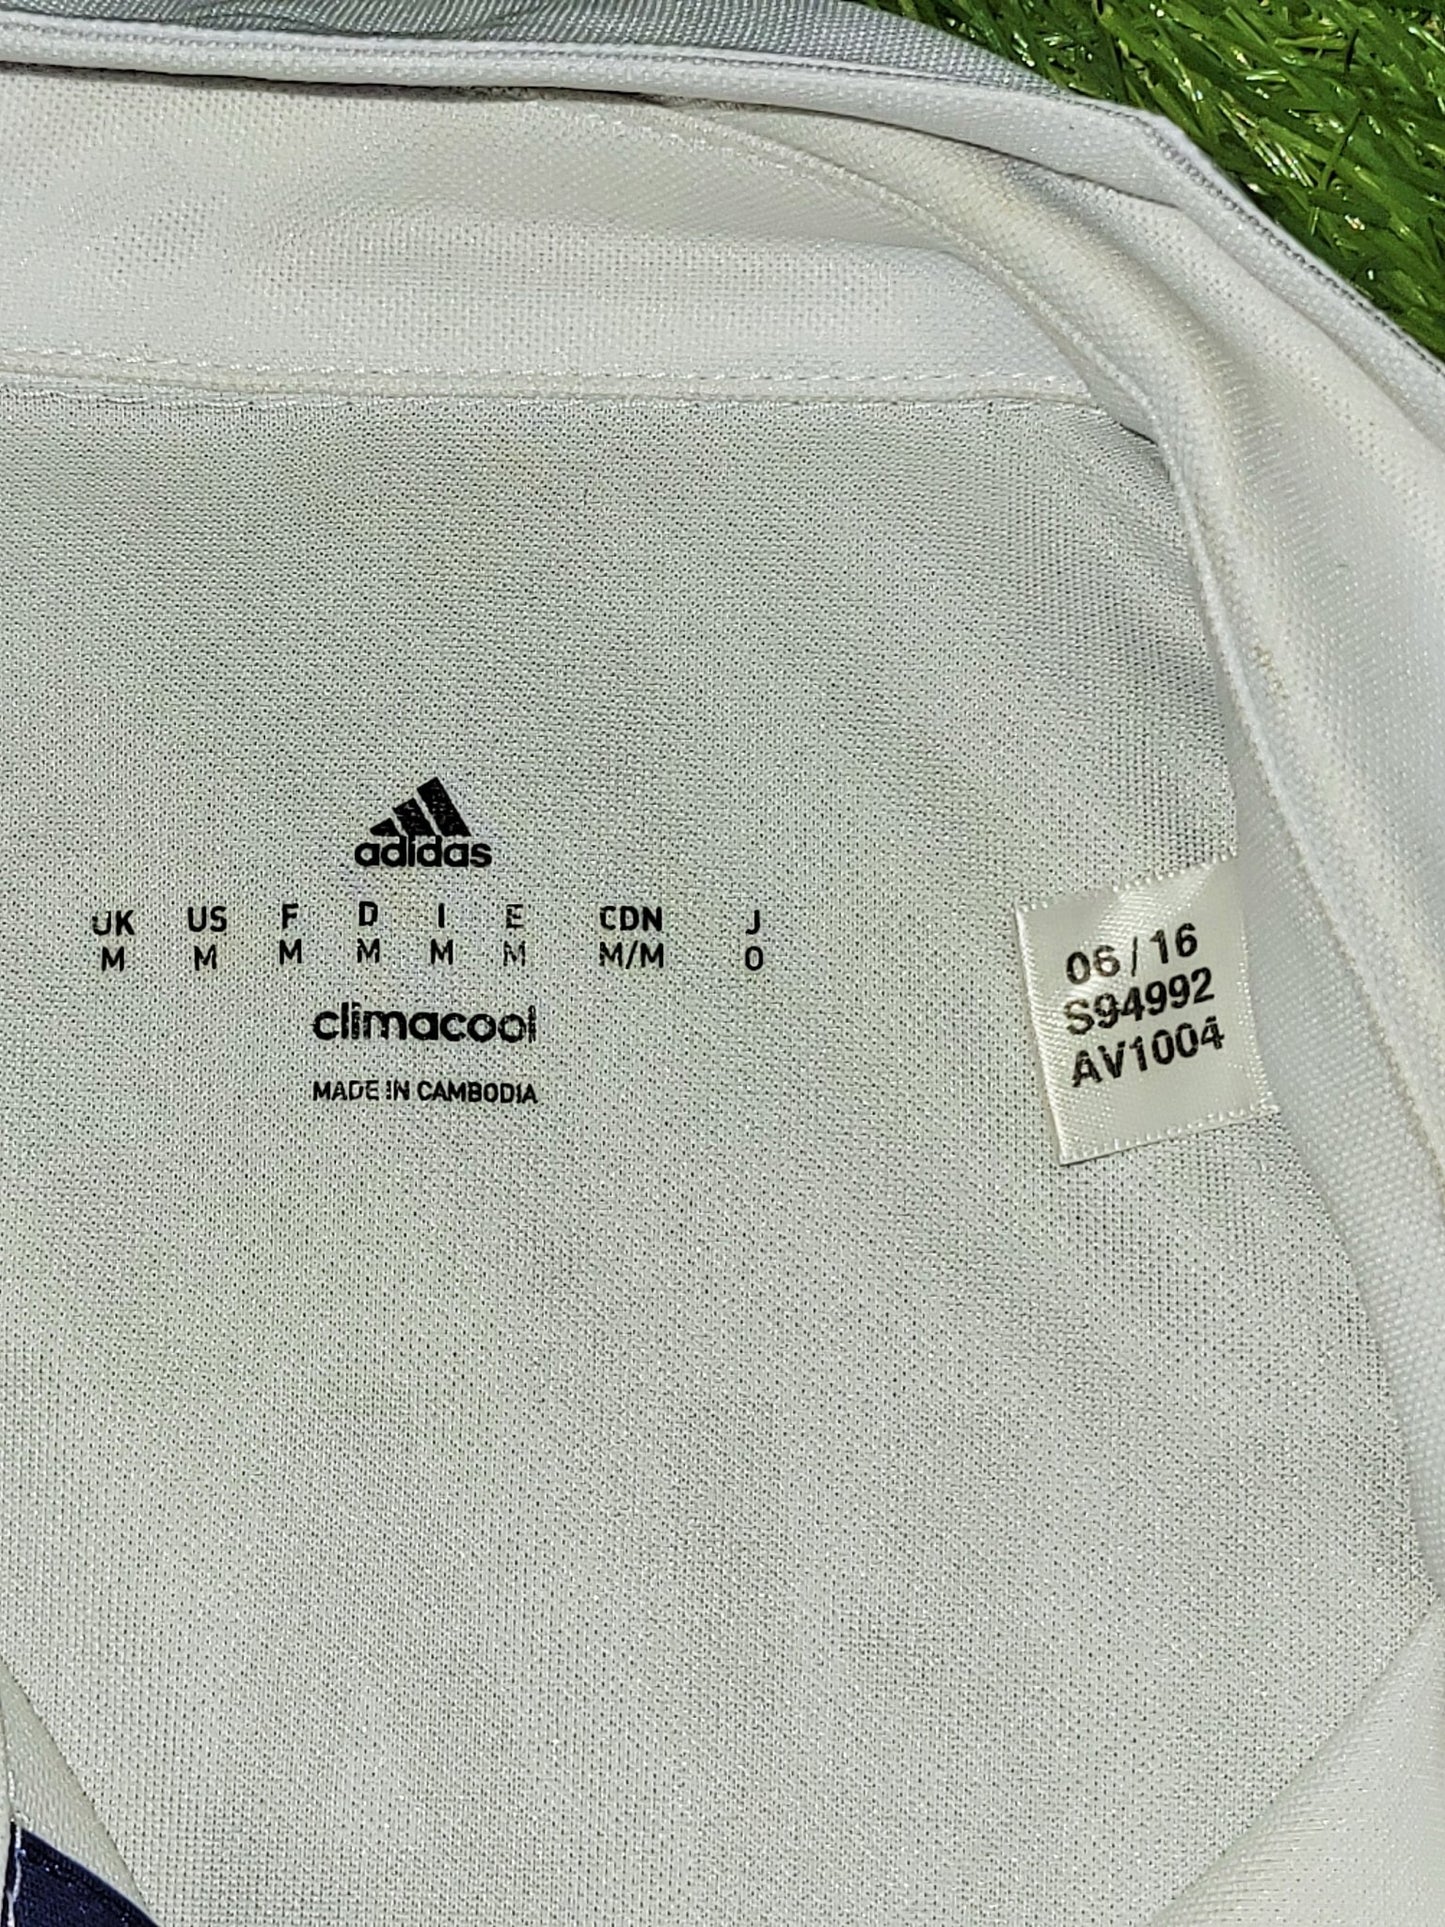 adidas
UK US F D I E CDN J
M M M M M M M/M O
climacool
MADE IN CAMBODIA
06/16
S94992
AV1004